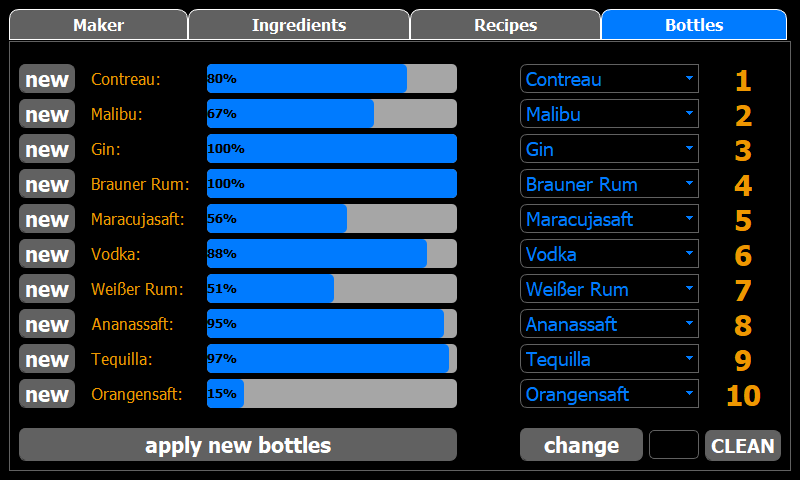 Maker Ingredients Recipes Bottles
new Contreau: 80% Contreau 1
new Malibu: 67% Malibu 2
new Gin: 100% Gin 3
new Brauner Rum: 100% Brauner Rum 4
new Maracujasaft: 56% Maracujasaft 5
new Vodka: 88% Vodka 6
new Weißer Rum: 51% Weißer Rum 7
new Ananassaft: 95% Ananassaft 8
new Tequilla: 97% Tequilla 9
new Orangensaft: 15% Orangensaft 10
apply new bottles change CLEAN